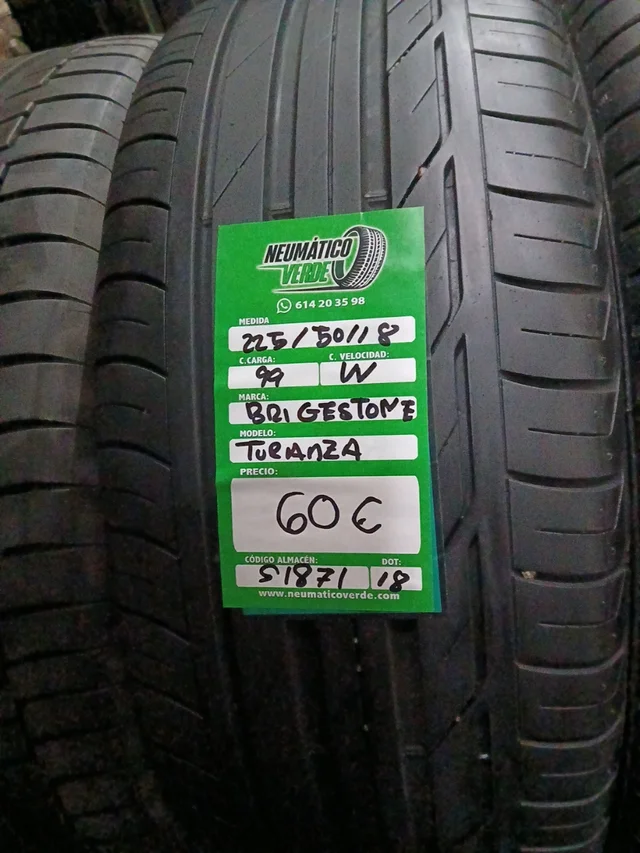 NEUMÁTICO
VERDE
614 20 35 98
MEDIDA
225/50/18
C.CARGA: C. VELOCIDAD:
99 W
MARCA:
BRIGESTONE
MODELO:
TURANZA
PRECIO:
60 €
CÓDIGO ALMACÉN: DOT:
51871 18
www.neumaticoverde.com